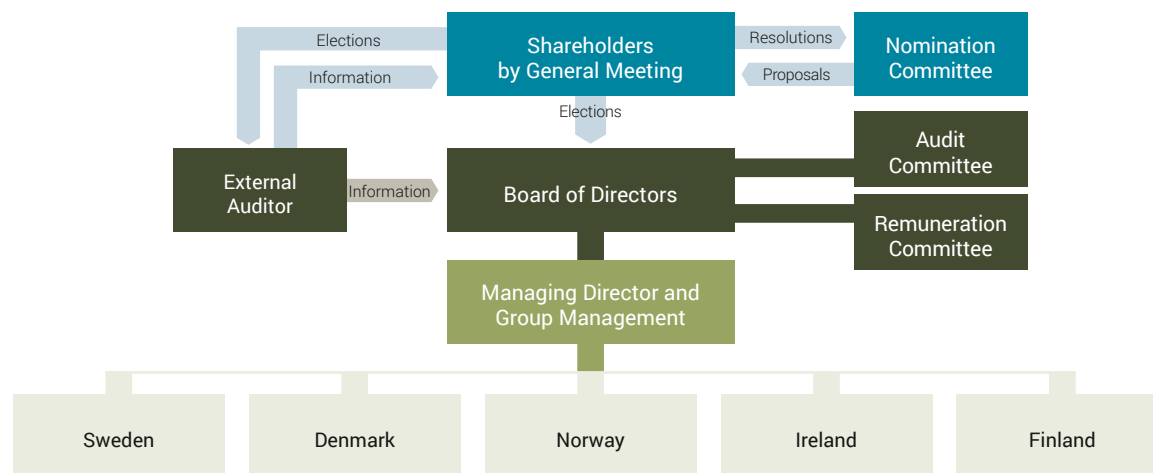 Elections
Shareholders
by General Meeting
Resolutions
Nomination
Committee
Information
Proposals
Elections
External
Auditor
Information
Board of Directors
Audit
Committee
Remuneration
Committee
Managing Director and
Group Management
Sweden
Denmark
Norway
Ireland
Finland